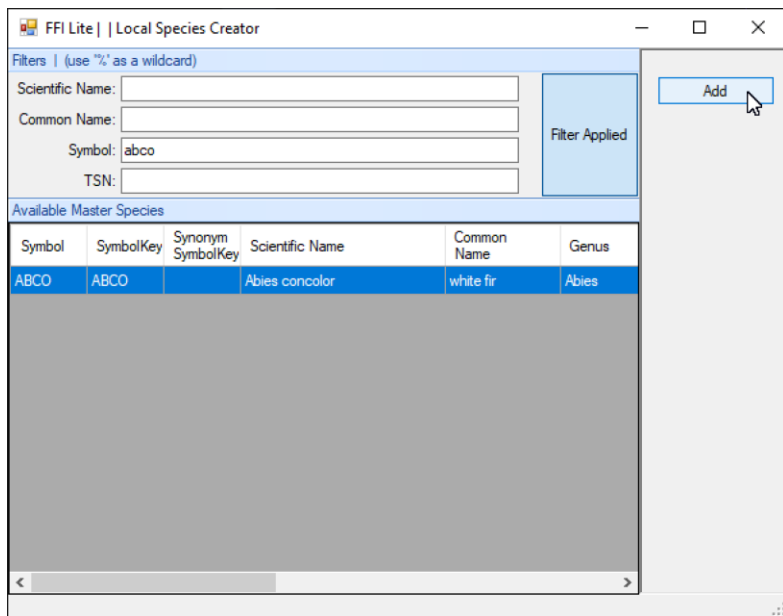 FFI Lite | | Local Species Creator
Filters | (use '%' as a wildcard)
Scientific Name:
Common Name:
Symbol: abco
TSN:
Filter Applied
Add
Available Master Species
Symbol SymbolKey Synonym SymbolKey Scientific Name Common Name Genus
ABCO ABCO Abies concolor white fir Abies